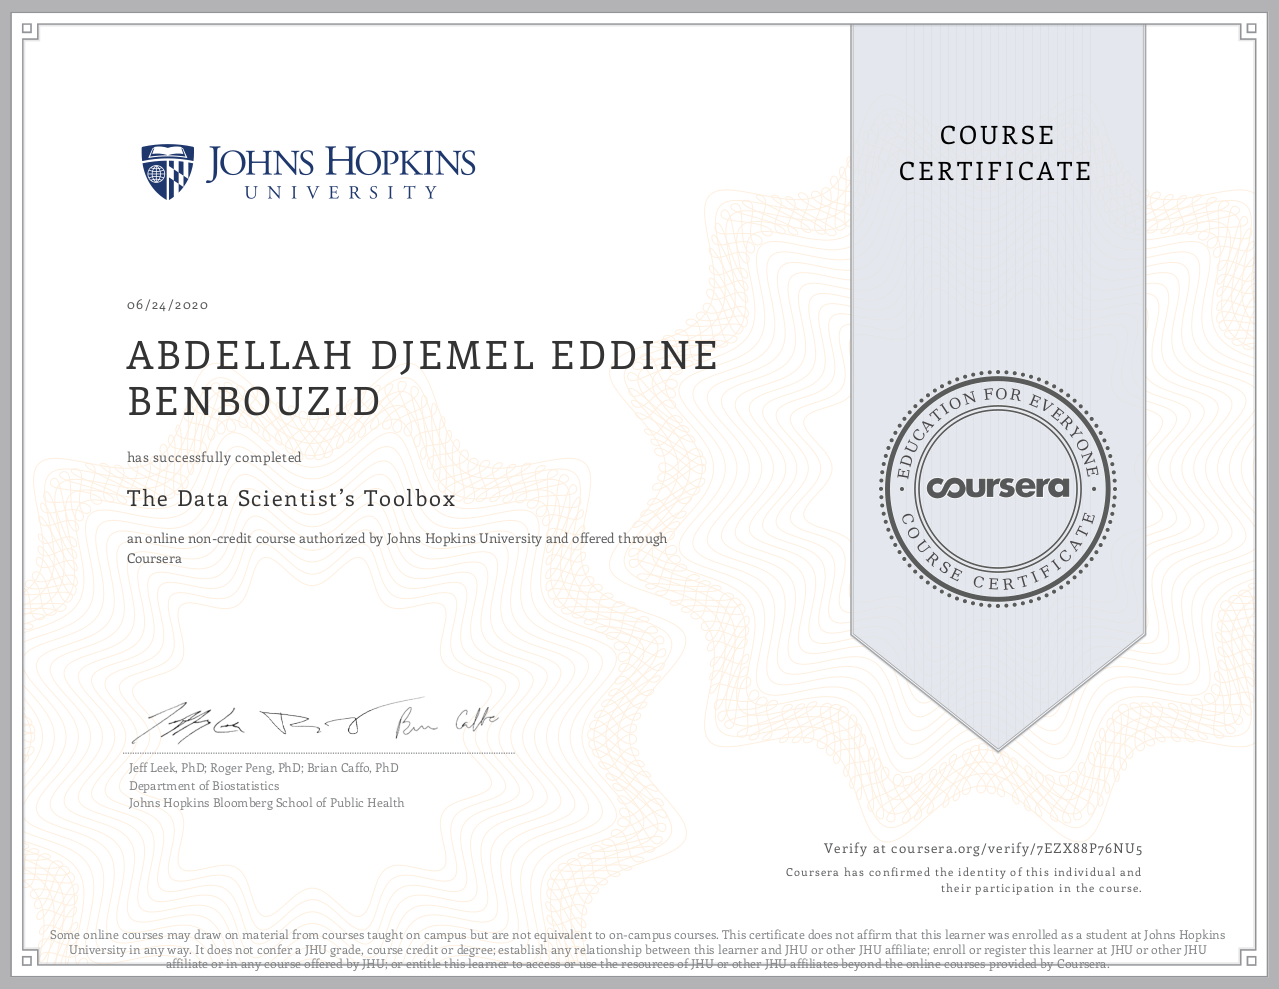 JOHNS HOPKINS
UNIVERSITY
COURSE
CERTIFICATE
06/24/2020
ABDELLAH DJEMEL EDDINE
BENBOUZID
has successfully completed
The Data Scientist’s Toolbox
an online non-credit course authorized by Johns Hopkins University and offered through
Coursera
EDUCATION FOR EVERYONE
coursera
COURSE CERTIFICATE
Jeff Leek, PhD; Roger Peng, PhD; Brian Caffo, PhD
Department of Biostatistics
Johns Hopkins Bloomberg School of Public Health
Verify at coursera.org/verify/7EZX88P76NU5
Coursera has confirmed the identity of this individual and
their participation in the course.
Some online courses may draw on material from courses taught on campus but are not equivalent to on-campus courses. This certificate does not affirm that this learner was enrolled as a student at Johns Hopkins
University in any way. It does not confer a JHU grade, course credit or degree; establish any relationship between this learner and JHU or other JHU affiliate; enroll or register this learner at JHU or other JHU
affiliate or in any course offered by JHU; or entitle this learner to access or use the resources of JHU or other JHU affiliates beyond the online courses provided by Coursera.